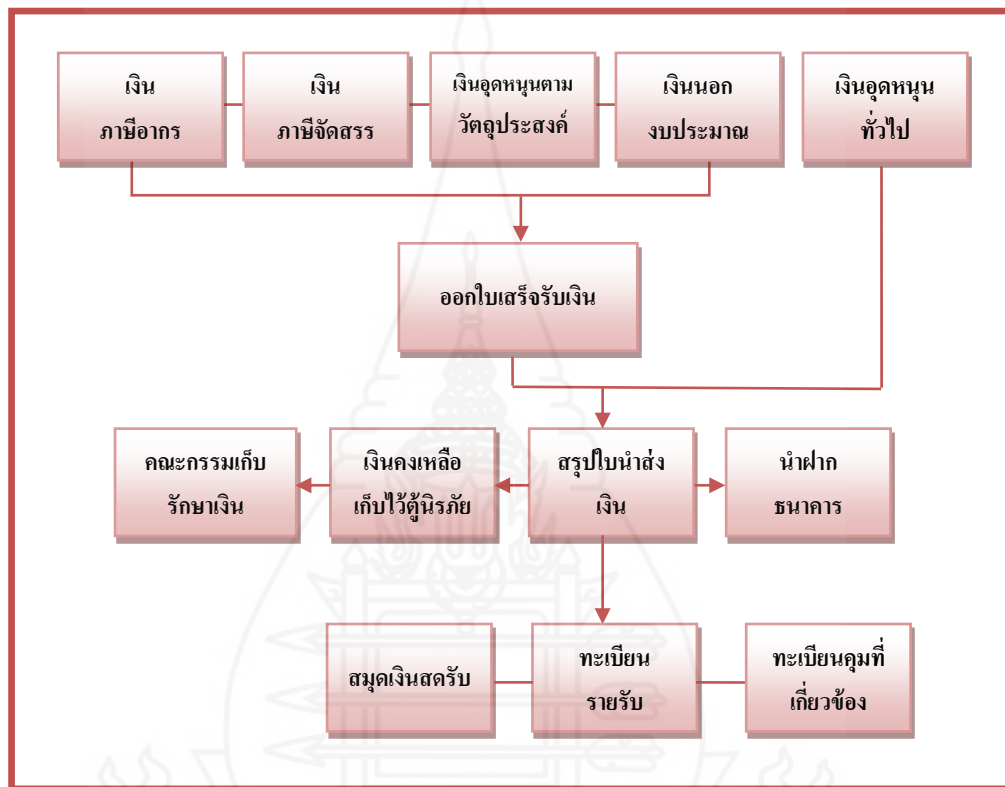 เงิน
ภาษีอากร
เงิน
ภาษีจัดสรร
เงินอุดหนุนตาม
วัตถุประสงค์
เงินนอก
งบประมาณ
เงินอุดหนุน
ทั่วไป
ออกใบเสร็จรับเงิน
คณะกรรมเก็บ
รักษาเงิน
เงินคงเหลือ
เก็บไว้ตู้นิรภัย
สรุปใบนำส่ง
เงิน
นำฝาก
ธนาคาร
สมุดเงินสดรับ
ทะเบียน
รายรับ
ทะเบียนคุมที่
เกี่ยวข้อง